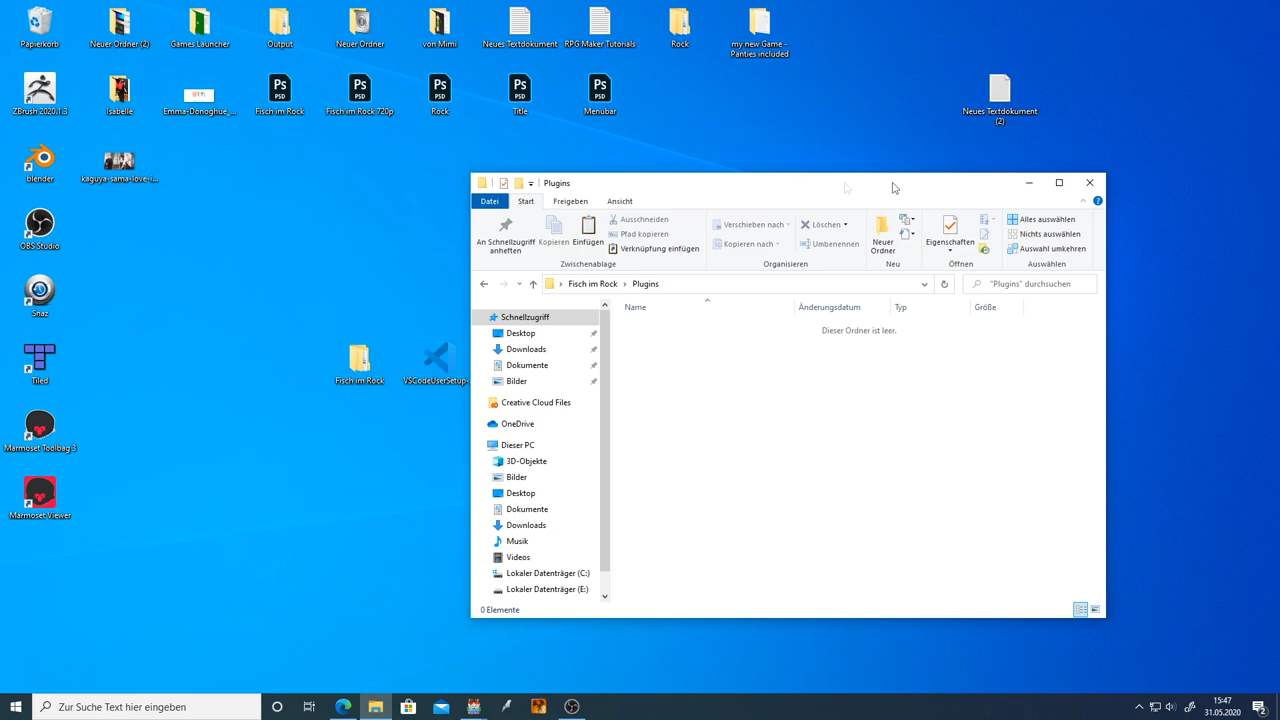 Papierkorb
Neuer Ordner (2)
Games Launcher
Output
Neuer Ordner
von Mimi
Neues Textdokument
RPG Maker Tutorials
Rock
my new Game -
Panties included
ZBrush 2020.1.3
Isabelle
Emma-Donoghue_...
Fisch im Rock
Fisch im Rock 720p
Rock
Title
Menubar
Neues Textdokument
(2)
blender
kaguya-sama-love-i...
OBS Studio
Snaz
Tiled
Fisch im Rock
VSCodeUserSetup-
Marmoset Toolbag 3
Marmoset Viewer
Plugins
Datei
Start
Freigeben
Ansicht
An Schnellzugriff
anheften
Kopieren
Einfügen
Ausschneiden
Pfad kopieren
Verknüpfung einfügen
Zwischenablage
Verschieben nach
Kopieren nach
Löschen
Umbenennen
Organisieren
Neuer
Ordner
Neu
Eigenschaften
Öffnen
Alles auswählen
Nichts auswählen
Auswahl umkehren
Auswählen
Fisch im Rock > Plugins
"Plugins" durchsuchen
Name
Änderungsdatum
Typ
Größe
Dieser Ordner ist leer.
Schnellzugriff
Desktop
Downloads
Dokumente
Bilder
Creative Cloud Files
OneDrive
Dieser PC
3D-Objekte
Bilder
Desktop
Dokumente
Downloads
Musik
Videos
Lokaler Datenträger (C:)
Lokaler Datenträger (E:)
0 Elemente
Zur Suche Text hier eingeben
15:47
31.05.2020
2